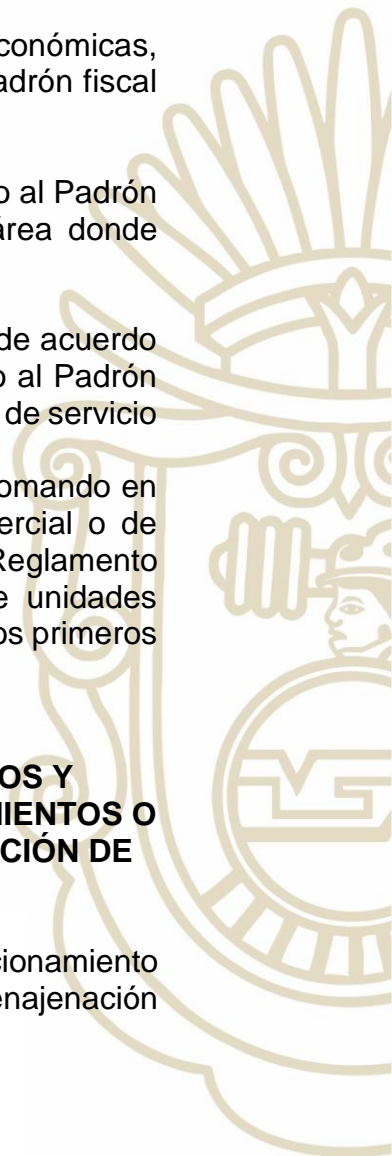 conómicas,
adrón fiscal
o al Padrón
área donde
de acuerdo
o al Padrón
de servicio
omando en
ercial o de
Reglamento
e unidades
os primeros
OS Y
MIENTOS O
CIÓN DE
cionamiento
enajenación